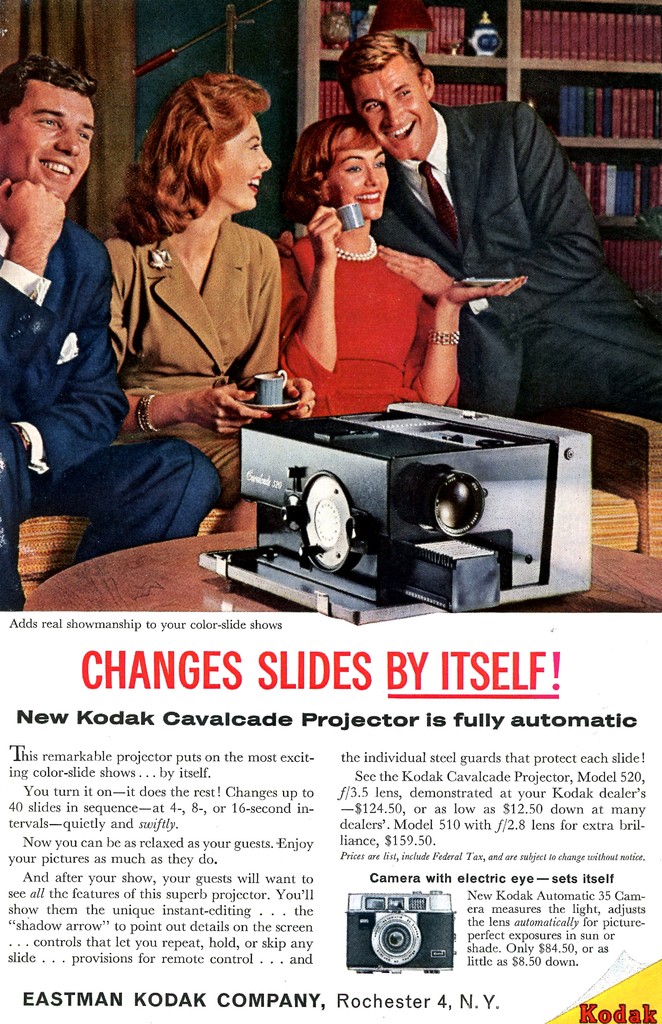 Cavalcade 520
Adds real showmanship to your color-slide shows
CHANGES SLIDES BY ITSELF!
New Kodak Cavalcade Projector is fully automatic
This remarkable projector puts on the most excit-
ing color-slide shows . . . by itself.
You turn it on—it does the rest! Changes up to
40 slides in sequence—at 4-, 8-, or 16-second in-
tervals—quietly and swiftly.
Now you can be as relaxed as your guests. Enjoy
your pictures as much as they do.
And after your show, your guests will want to
see all the features of this superb projector. You'll
show them the unique instant-editing . . . the
"shadow arrow" to point out details on the screen
. . . controls that let you repeat, hold, or skip any
slide . . . provisions for remote control . . . and
the individual steel guards that protect each slide!
See the Kodak Cavalcade Projector, Model 520,
f/3.5 lens, demonstrated at your Kodak dealer's
—$124.50, or as low as $12.50 down at many
dealers'. Model 510 with f/2.8 lens for extra bril-
liance, $159.50.
Prices are list, include Federal Tax, and are subject to change without notice.
Camera with electric eye—sets itself
New Kodak Automatic 35 Cam-
era measures the light, adjusts
the lens automatically for picture-
perfect exposures in sun or
shade. Only $84.50, or as
little as $8.50 down.
EASTMAN KODAK COMPANY, Rochester 4, N. Y.
Kodak